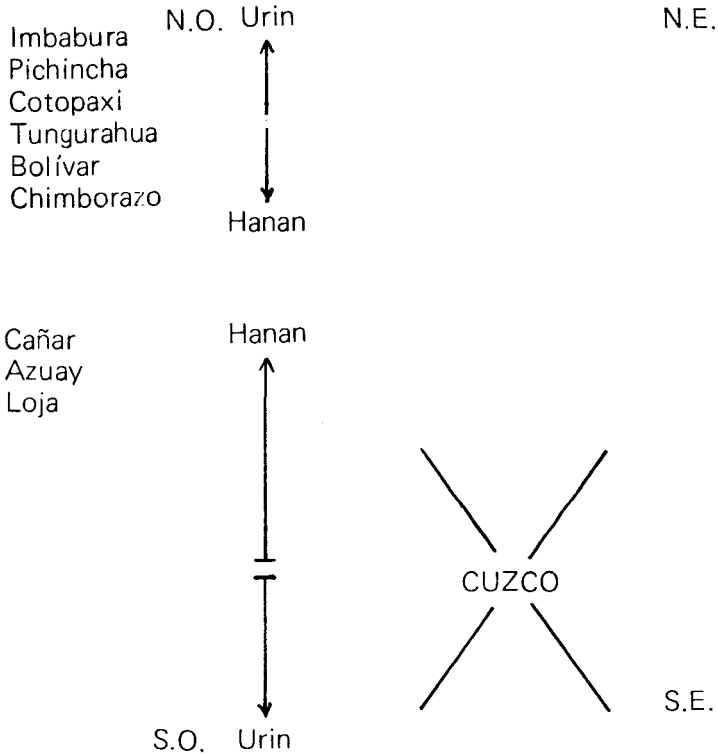 N.O. Urin N.E.
Imbabura
Pichincha
Cotopaxi
Tungurahua
Bolívar
Chimborazo
Hanan
Cañar
Azuay
Loja
Hanan
CUZCO
S.E.
S.O. Urin